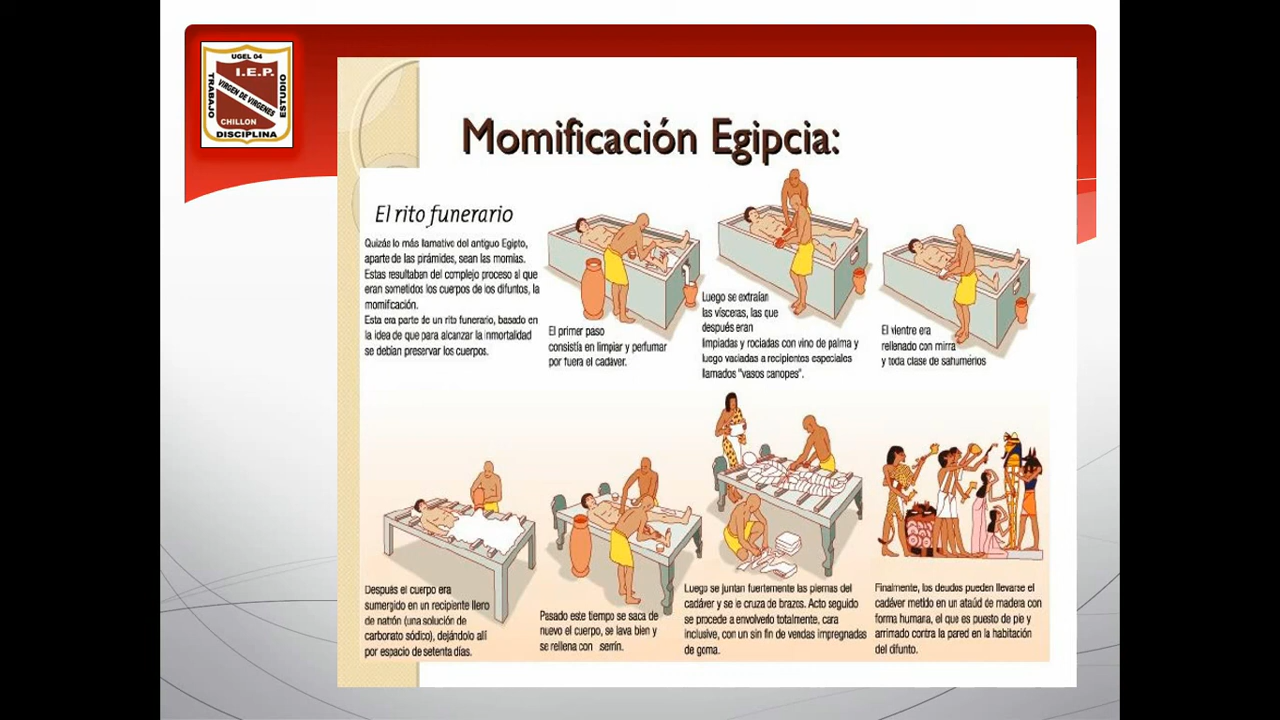 UGEL 04
I.E.P.
VIRGEN DE VIRGENES
TRABAJO
ESTUDIO
CHILLON
DISCIPLINA
Momificación Egipcia:
El rito funerario
Quizás lo más llamativo del antiguo Egipto,
aparte de las pirámides, sean las momias.
Estas resultaban del complejo proceso al que
eran sometidos los cuerpos de los difuntos, la
momificación.
Esta era parte de un rito funerario, basado en
la idea de que para alcanzar la inmortalidad
se debían preservar los cuerpos.
El primer paso
consistía en limpiar y perfumar
por fuera el cadáver.
Luego se extraían
las vísceras, las que
después eran
limpiadas y rociadas con vino de palma y
luego vaciadas a recipientes especiales
llamados "vasos canopes".
El vientre era
rellenado con mirra
y toda clase de sahumerios
Después el cuerpo era
sumergido en un recipiente llero
de natrón (una solución de
carborato sódico), dejándolo allí
por espacio de setenta días.
Pasado este tiempo se saca de
nuevo el cuerpo, se lava bien y
se rellena con serrín.
Luego se juntan fuertemente las piernas del
cadáver y se le cruza de brazos. Acto seguido
se procede a envolverlo totalmente, cara
inclusive, con un sin fin de vendas impregnadas
de goma.
Finalmente, los deudos pueden llevarse el
cadáver metido en un ataúd de madera con
forma humara, el que es puesto de pie y
arrimado contra la pared en la habitación
del difunto.